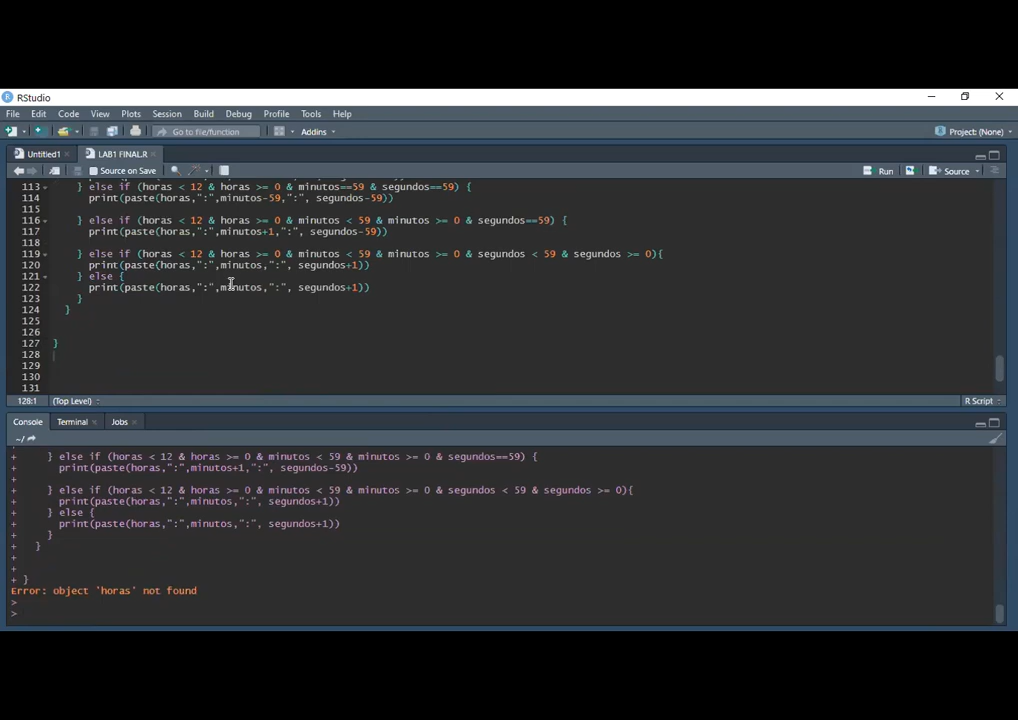 RStudio
File Edit Code View Plots Session Build Debug Profile Tools Help
Go to file/function Addins Project: (None)
Untitled1 LAB1 FINAL.R
Source on Save Run Source
113 } else if (horas < 12 & horas >= 0 & minutos==59 & segundos==59) {
114 print(paste(horas,":",minutos-59,":", segundos-59))
115
116 } else if (horas < 12 & horas >= 0 & minutos < 59 & minutos >= 0 & segundos==59) {
117 print(paste(horas,":",minutos+1,":", segundos-59))
118
119 } else if (horas < 12 & horas >= 0 & minutos < 59 & minutos >= 0 & segundos < 59 & segundos >= 0){
120 print(paste(horas,":",minutos,":", segundos+1))
121 } else {
122 print(paste(horas,":",minutos,":", segundos+1))
123 }
124 }
125
126
127 }
128
129
130
131
128:1 (Top Level) R Script
Console Terminal Jobs
~/
+ } else if (horas < 12 & horas >= 0 & minutos < 59 & minutos >= 0 & segundos==59) {
+ print(paste(horas,":",minutos+1,":", segundos-59))
+
+ } else if (horas < 12 & horas >= 0 & minutos < 59 & minutos >= 0 & segundos < 59 & segundos >= 0){
+ print(paste(horas,":",minutos,":", segundos+1))
+ } else {
+ print(paste(horas,":",minutos,":", segundos+1))
+ }
+ }
+
+
+ }
Error: object 'horas' not found
>
>